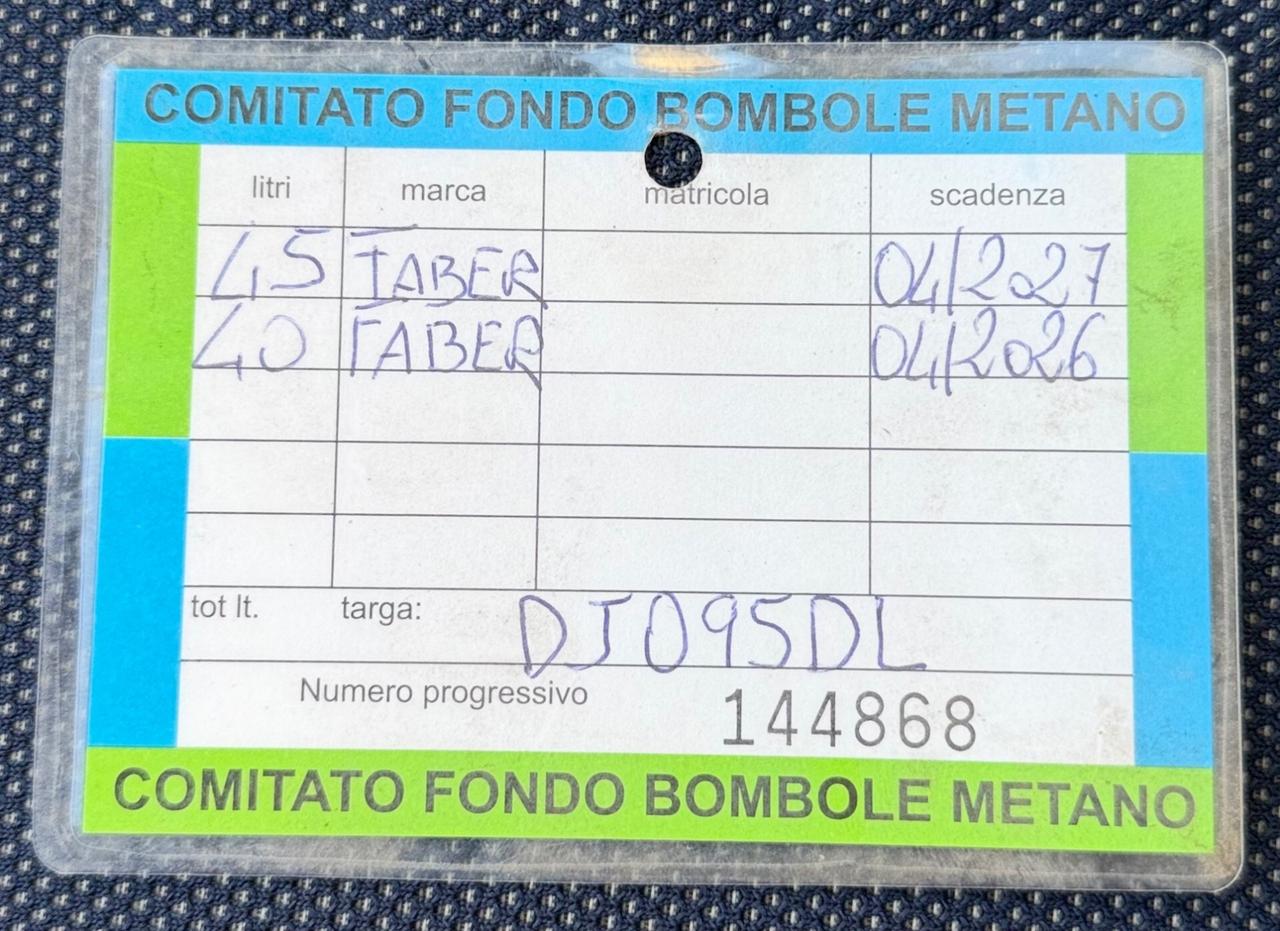 COMITATO FONDO BOMBOLE METANO
litri marca matricola scadenza
45 FABER 04/2027
40 FABER 04/2026
tot lt. targa: DJ095DL
Numero progressivo 144868
COMITATO FONDO BOMBOLE METANO